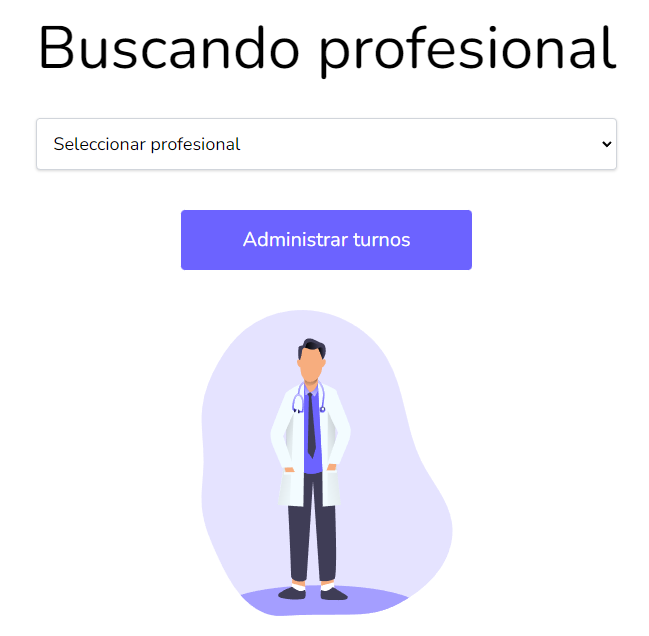 Buscando profesional
Seleccionar profesional
Administrar turnos